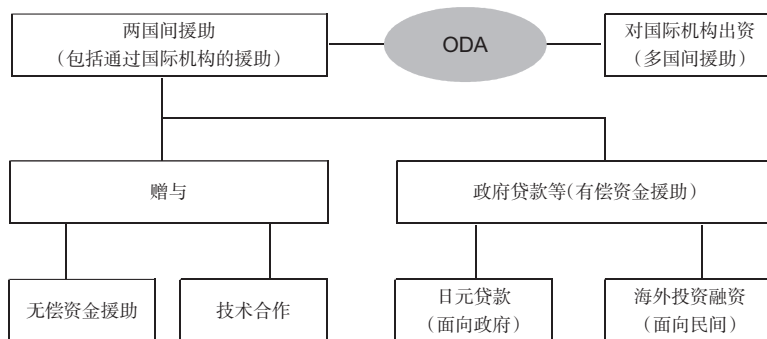 两国间援助
（包括通过国际机构的援助）
ODA
对国际机构出资
（多国间援助）
赠与
政府贷款等(有偿资金援助)
无偿资金援助
技术合作
日元贷款
（面向政府）
海外投资融资
（面向民间）